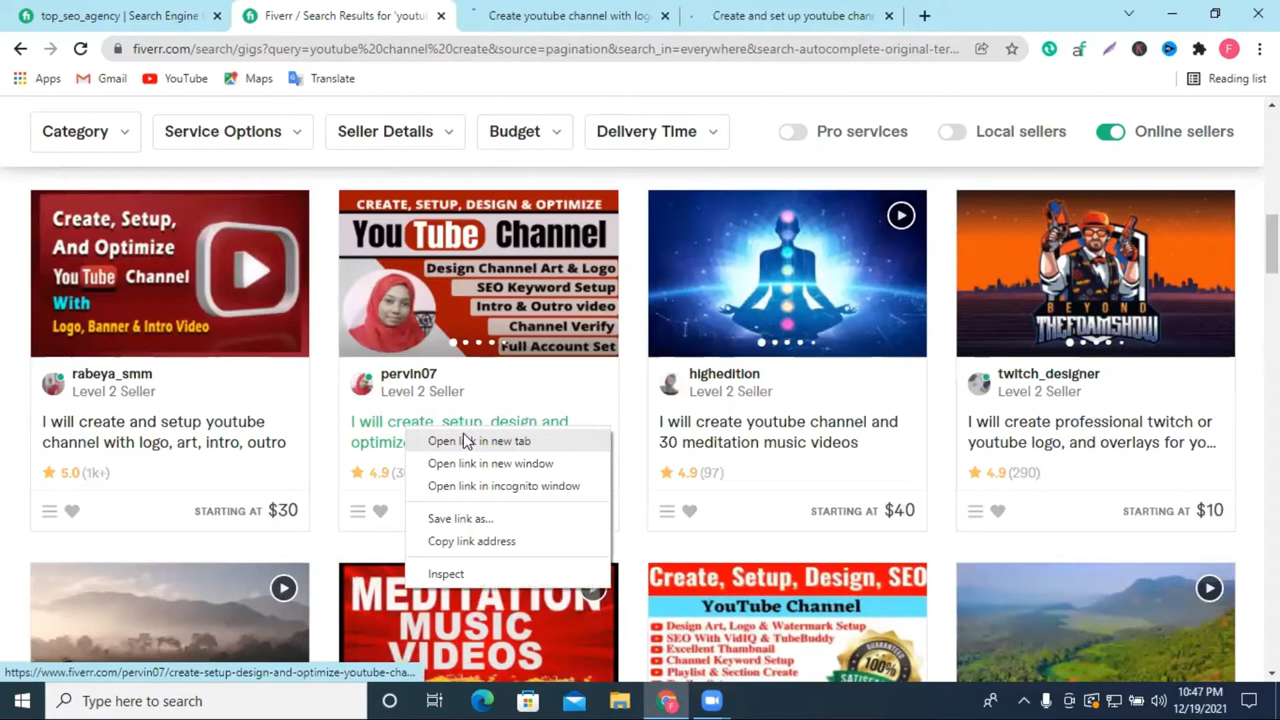 top_seo_agency | Search Engine O
Fiverr / Search Results for 'youtu
Create youtube channel with log
Create and set up youtube chan
fiverr.com/search/gigs?query=youtube%20channel%20create&source=pagination&search_in=everywhere&search-autocomplete-original-ter...
Apps
Gmail
YouTube
Maps
Translate
Reading list
Category
Service Options
Seller Details
Budget
Delivery Time
Pro services
Local sellers
Online sellers
Create, Setup,
And Optimize
You Tube Channel
With
Logo, Banner & Intro Video
CREATE, SETUP, DESIGN & OPTIMIZE
You Tube Channel
Design Channel Art & Logo
SEO Keyword Setup
Intro & Outro video
Channel Verify
Full Account Set
BEYOND
THEFOAMSHOW
rabeya_smm
Level 2 Seller
I will create and setup youtube
channel with logo, art, intro, outro
5.0 (1k+)
STARTING AT $30
pervin07
Level 2 Seller
I will create, setup, design and
optimize
4.9
highedition
Level 2 Seller
I will create youtube channel and
30 meditation music videos
4.9 (97)
STARTING AT $40
twitch_designer
Level 2 Seller
I will create professional twitch or
youtube logo, and overlays for yo...
4.9 (290)
STARTING AT $10
Open link in new tab
Open link in new window
Open link in incognito window
Save link as...
Copy link address
Inspect
MEDITATION
MUSIC
VIDEOS
Create, Setup, Design, SEO
YouTube Channel
Design Art, Logo & Watermark Setup
SEO With VidIQ & TubeBuddy
Excellent Thumbnail
Channel Keyword Setup
Playlist & Section Create
100%
https://www.fiverr.com/pervin07/create-setup-design-and-optimize-youtube-cha...
Type here to search
10:47 PM
12/19/2021